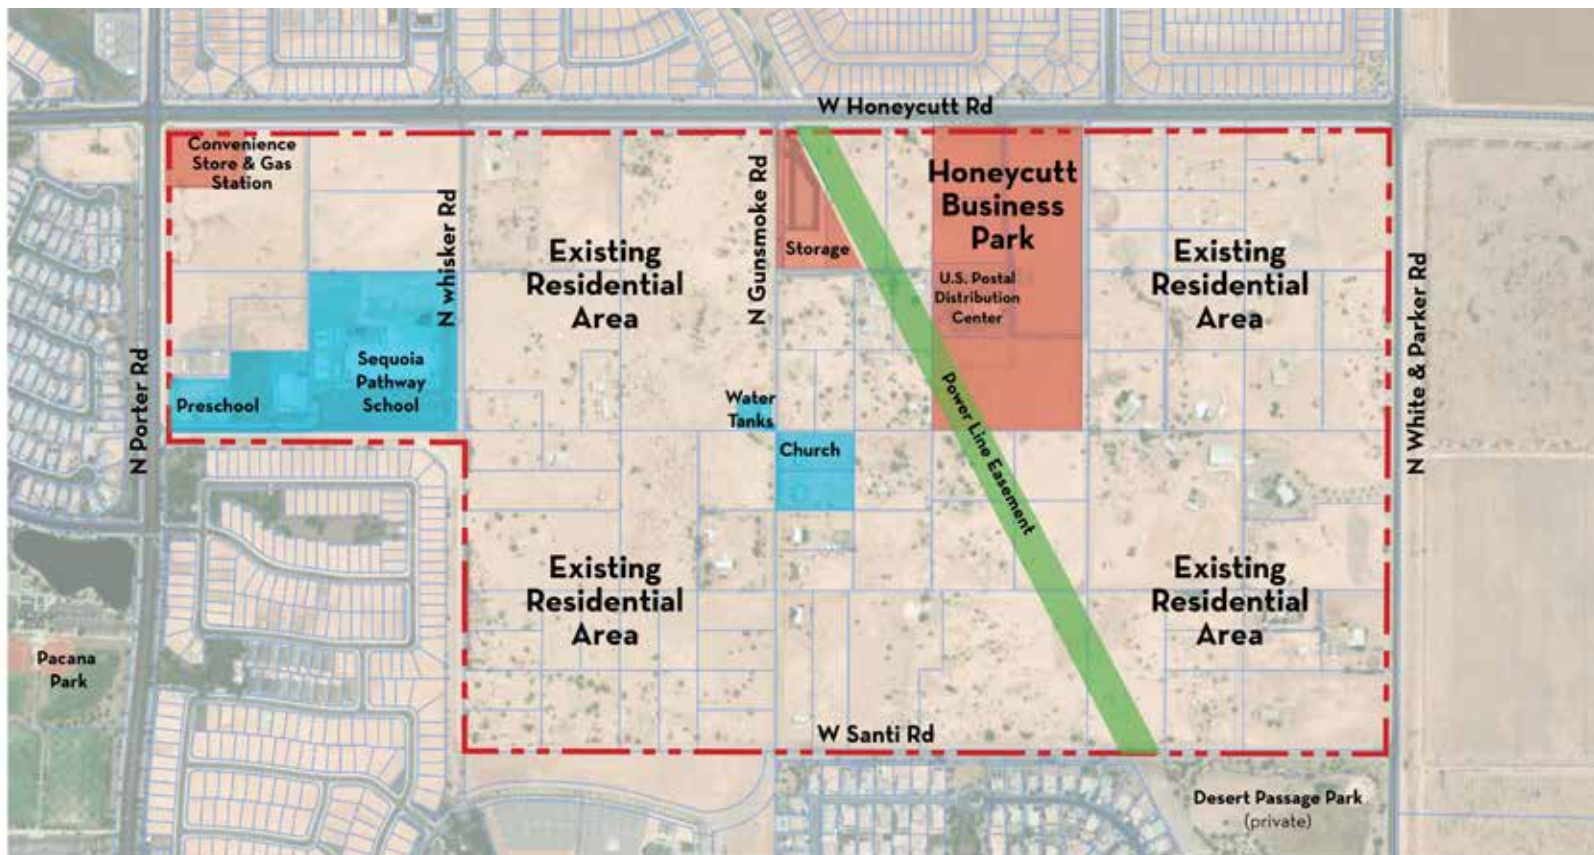 W Honeycutt Rd
Convenience
Store & Gas
Station
N whisker Rd
Existing
Residential
Area
N Gunsmoke Rd
Storage
Honeycutt
Business
Park
U.S. Postal
Distribution
Center
Existing
Residential
Area
N White & Parker Rd
N Porter Rd
Preschool
Sequoia
Pathway
School
Water
Tanks
Church
Power Line Easement
Existing
Residential
Area
Existing
Residential
Area
Pacana
Park
W Santi Rd
Desert Passage Park
(private)